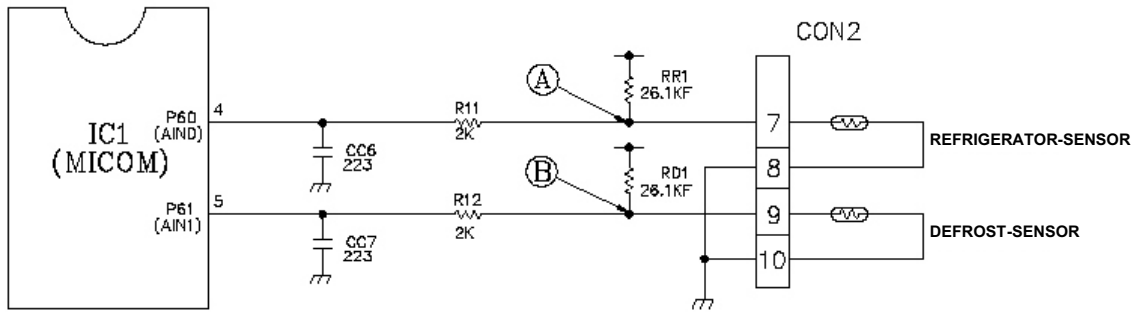 CON2
RR1
26.1KF
A
P60
(AIN0)
4
R11
2K
7
REFRIGERATOR-SENSOR
IC1
(MICOM)
CC6
223
8
B
RD1
26.1KF
P61
(AIN1)
5
R12
2K
9
DEFROST-SENSOR
CC7
223
10